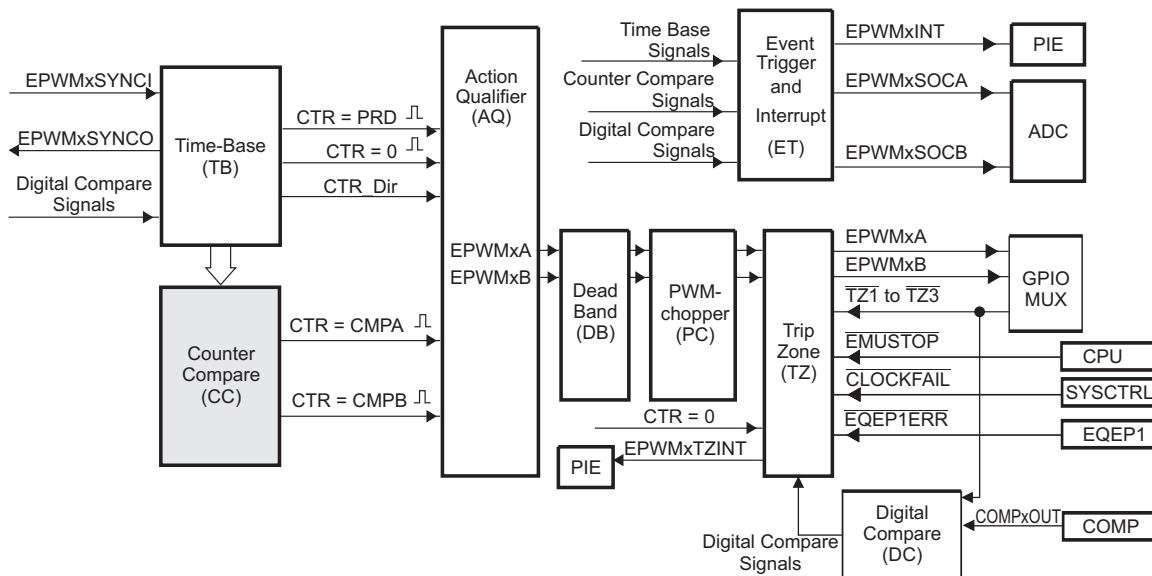 EPWMxSYNCI
EPWMxSYNCO
Digital Compare
Signals
Time-Base
(TB)
CTR = PRD
CTR = 0
CTR_Dir
Counter
Compare
(CC)
CTR = CMPA
CTR = CMPB
Action
Qualifier
(AQ)
EPWMxA
EPWMxB
Dead
Band
(DB)
PWM-
chopper
(PC)
Time Base
Signals
Counter Compare
Signals
Digital Compare
Signals
Event
Trigger
and
Interrupt
(ET)
EPWMxINT
EPWMxSOCA
EPWMxSOCB
PIE
ADC
Trip
Zone
(TZ)
EPWMxA
EPWMxB
TZ1 to TZ3
EMUSTOP
CLOCKFAIL
EQEP1ERR
GPIO
MUX
CPU
SYSCTRL
EQEP1
CTR = 0
EPWMxTZINT
PIE
Digital Compare
Signals
Digital
Compare
(DC)
COMPxOUT
COMP